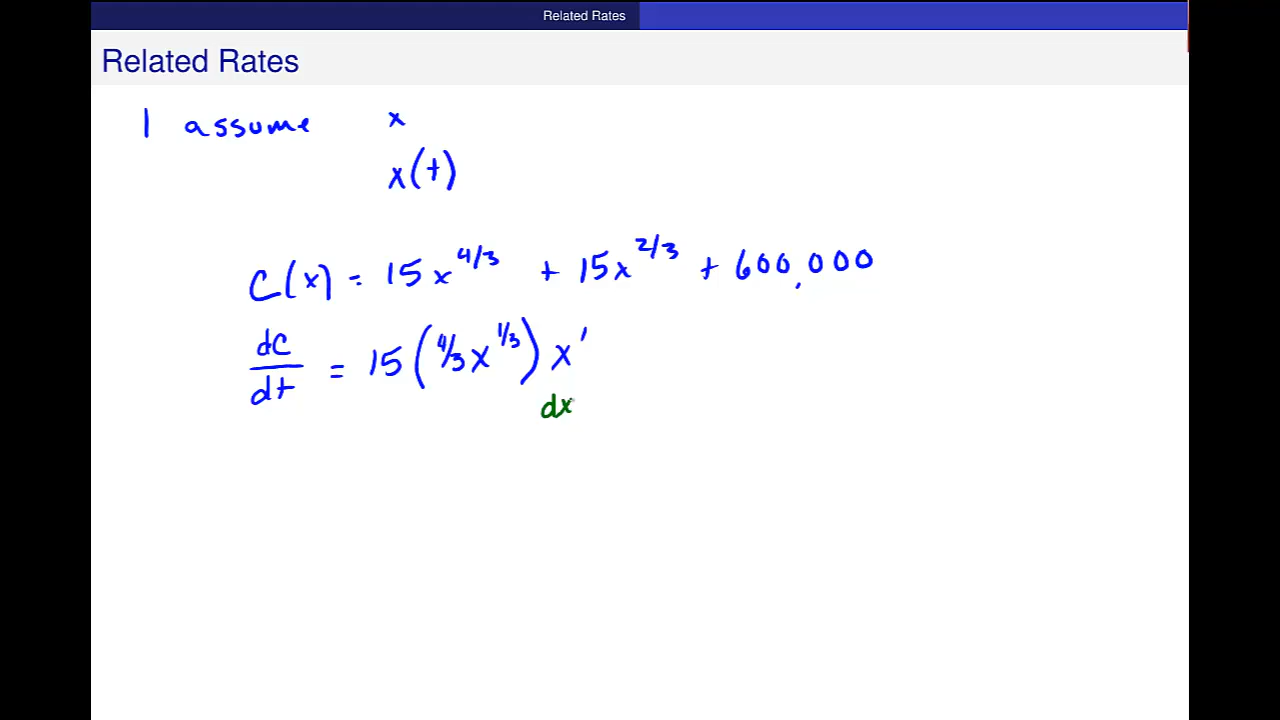 Related Rates
Related Rates
I assume x
x(t)
C(x) = 15x^{4/3} + 15x^{2/3} + 600,000
dC/dt = 15(4/3 x^{1/3}) x'
dx